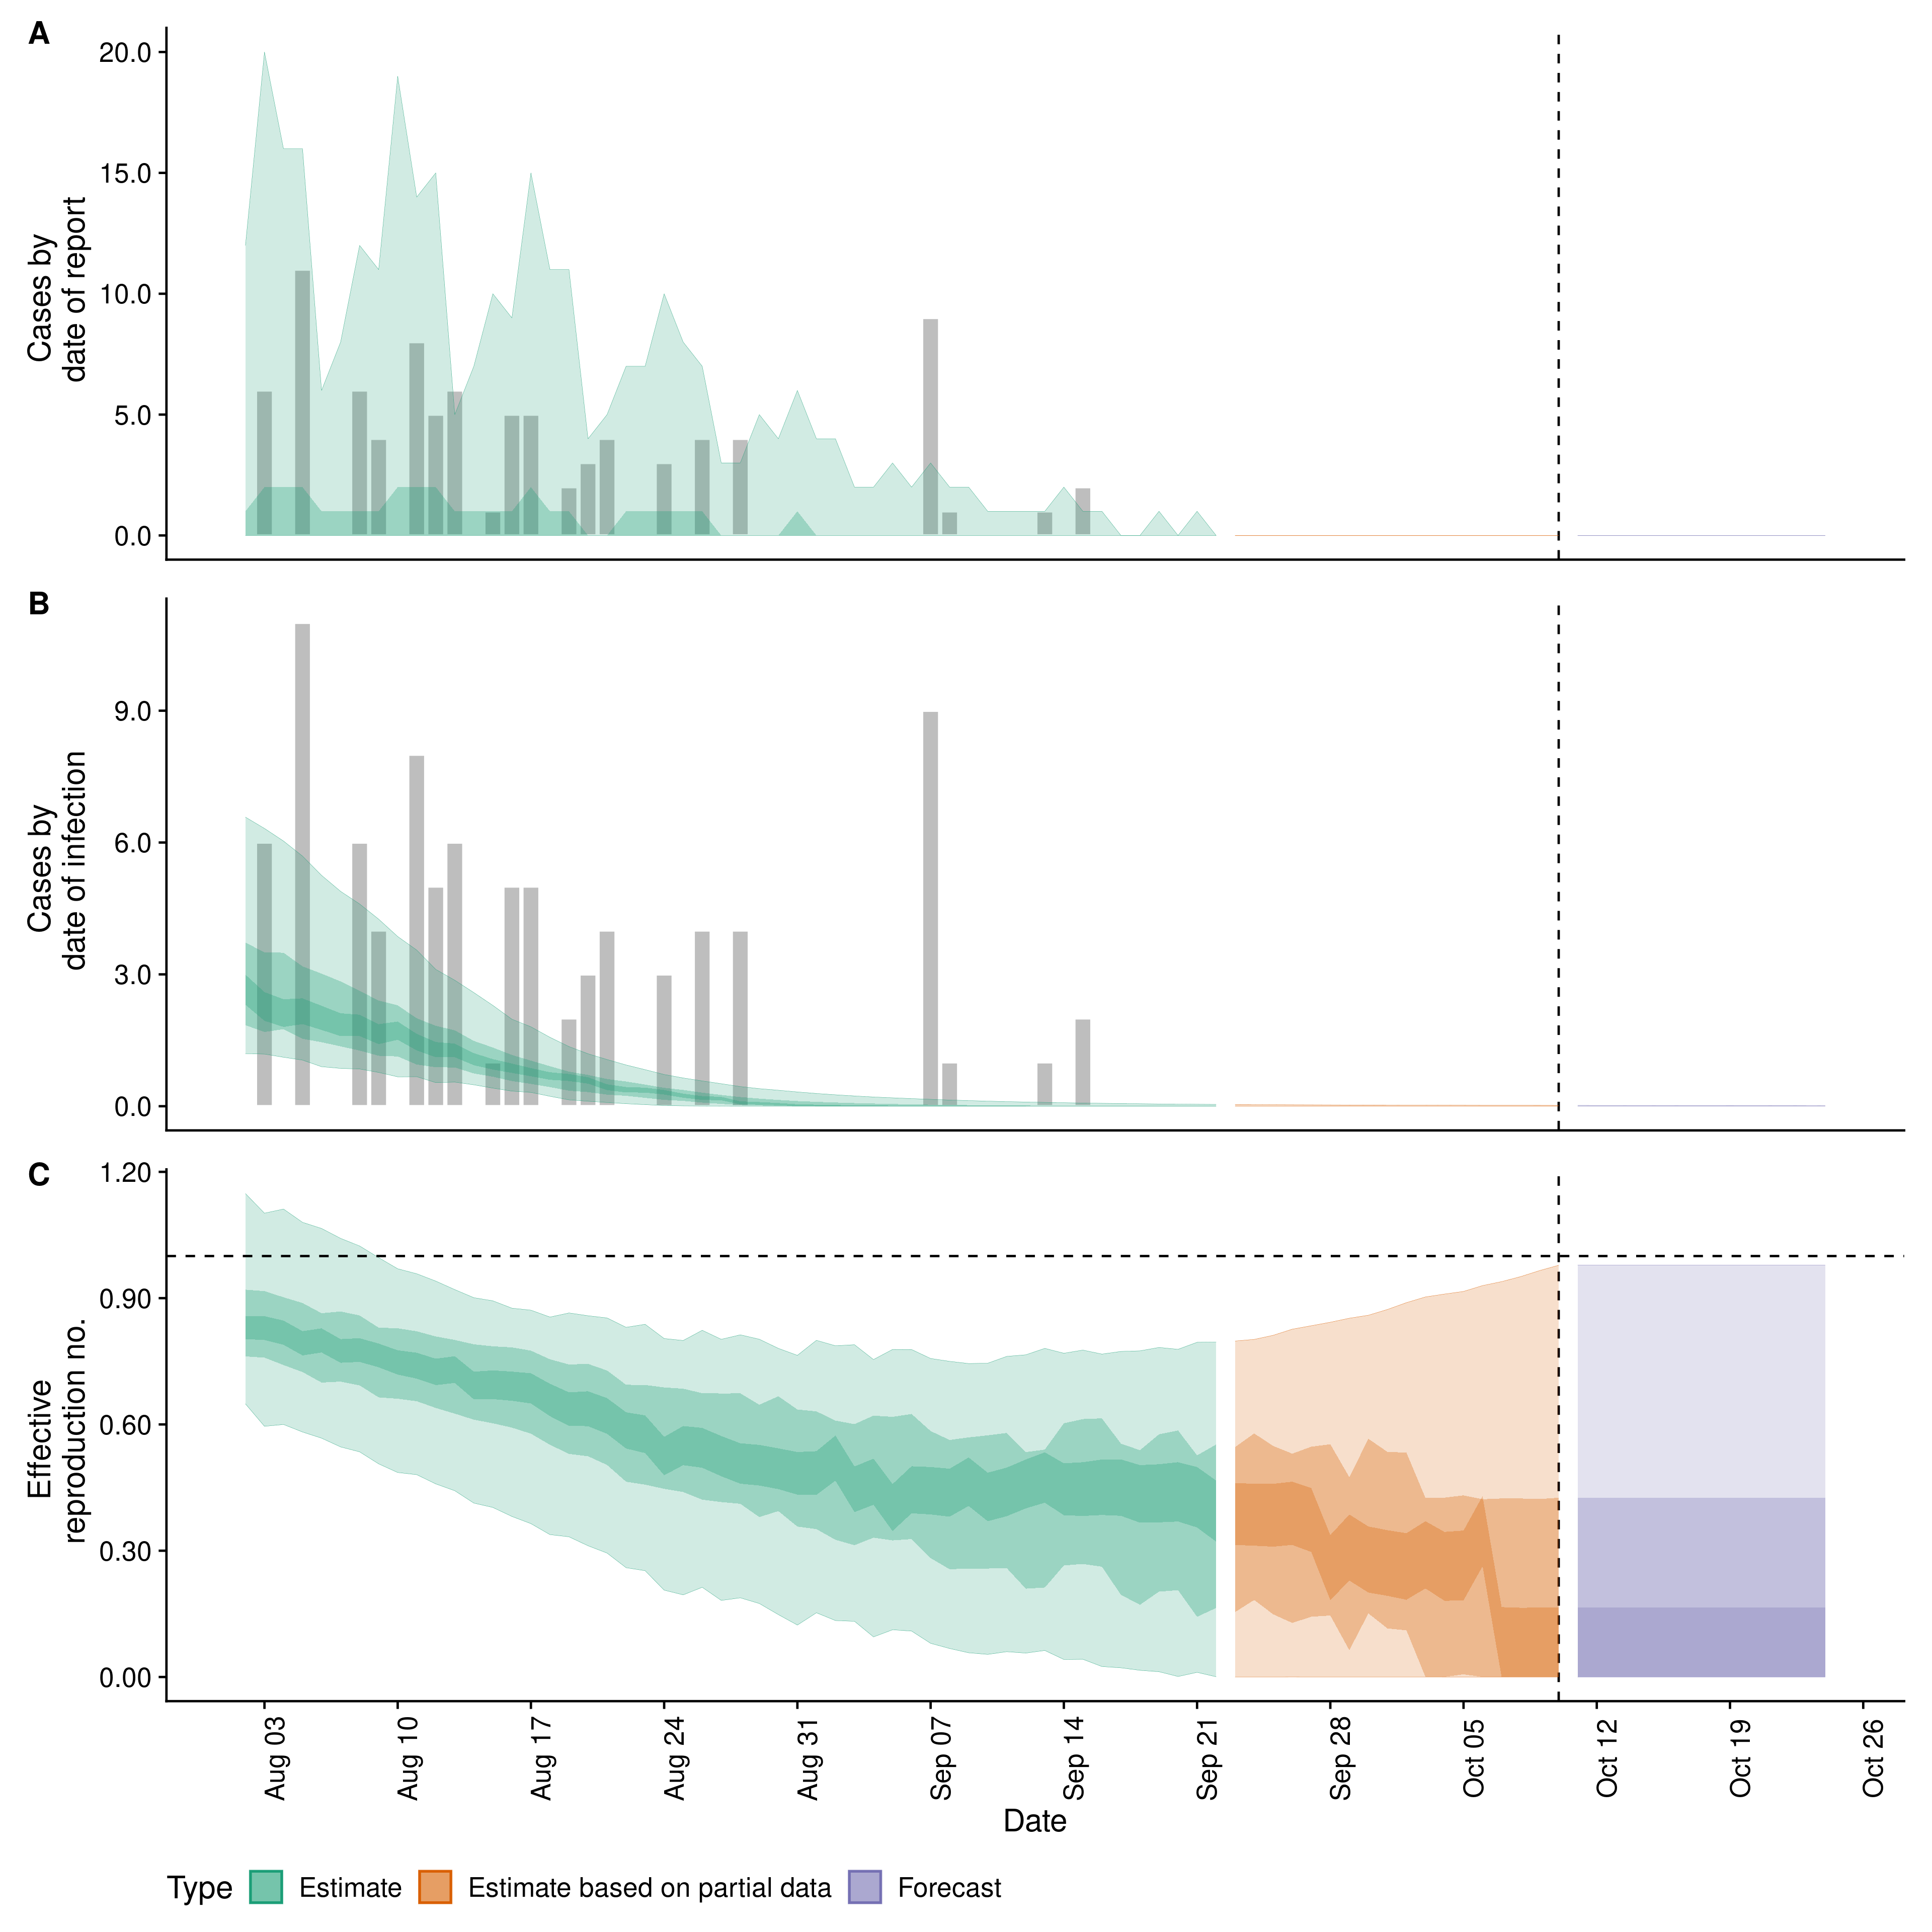 A
Cases by
date of report
20.0
15.0
10.0
5.0
0.0
B
Cases by
date of infection
9.0
6.0
3.0
0.0
C
Effective
reproduction no.
1.20
0.90
0.60
0.30
0.00
Aug 03
Aug 10
Aug 17
Aug 24
Aug 31
Sep 07
Sep 14
Sep 21
Sep 28
Oct 05
Oct 12
Oct 19
Oct 26
Date
Type Estimate Estimate based on partial data Forecast